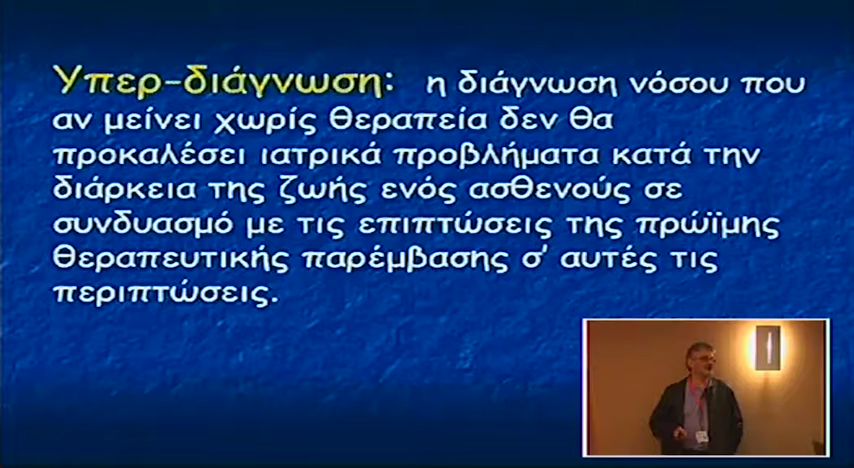 Υπερ-διάγνωση: η διάγνωση νόσου που
αν μείνει χωρίς θεραπεία δεν θα
προκαλέσει ιατρικά προβλήματα κατά την
διάρκεια της ζωής ενός ασθενούς σε
συνδυασμό με τις επιπτώσεις της πρώϊμης
θεραπευτικής παρέμβασης σ' αυτές τις
περιπτώσεις.